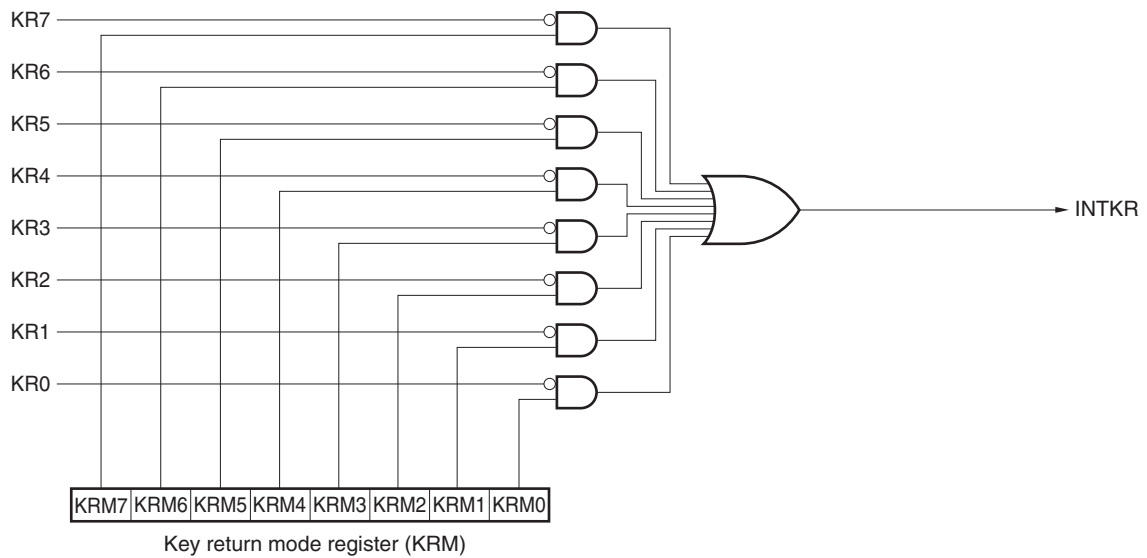 KR7
KR6
KR5
KR4
KR3
KR2
KR1
KR0
INTKR
KRM7 KRM6 KRM5 KRM4 KRM3 KRM2 KRM1 KRM0
Key return mode register (KRM)